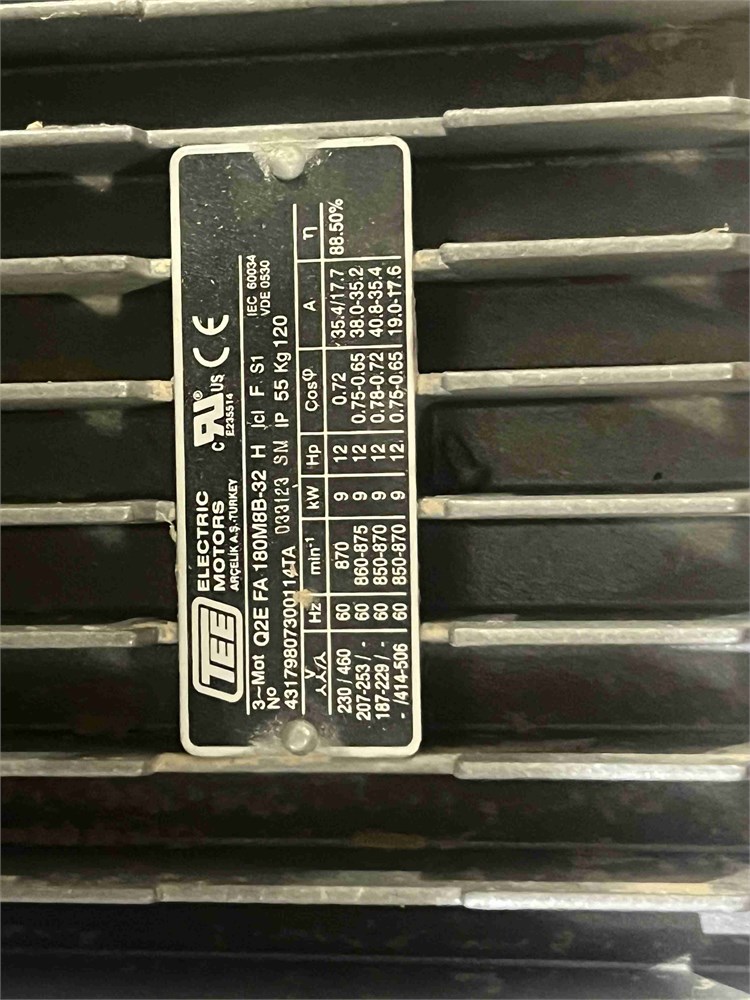 TEE ELECTRIC MOTORS
ARÇELİK A.Ş.-TURKEY
c RU ® US
E235514
CE
3~Mot Q2E FA 180M8B-32 H Icl F S1 IEC 60034
No VDE 0530
43179807300114TA 033123 SM IP 55 Kg 120
V Hz min-1 kW Hp Cosφ A η
230 / 460 60 870 9 12 0.72 35.4/17.7 88.50%
207-253 / - 60 860-875 9 12 0.75-0.65 38.0-35.2
187-229 / - 60 850-870 9 12 0.78-0.72 40.8-35.4
- /414-506 60 850-870 9 12 0.75-0.65 19.0-17.6